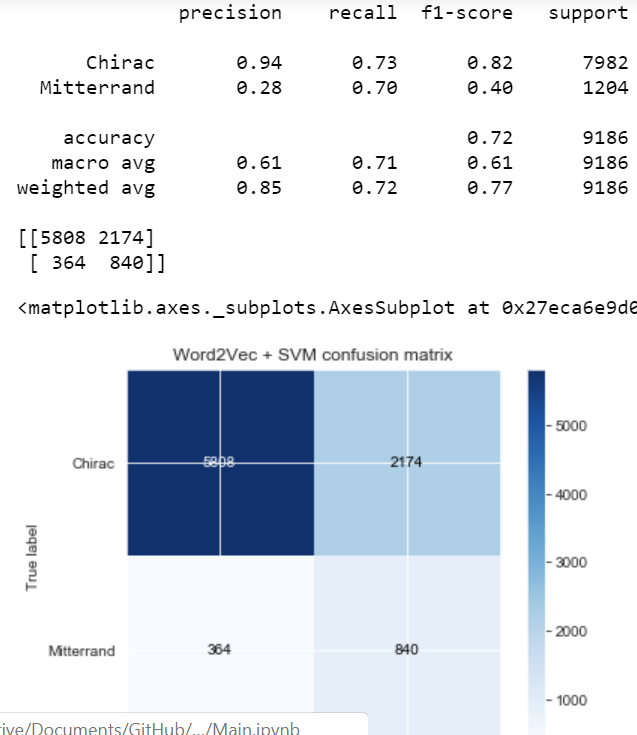 precision recall f1-score support
Chirac 0.94 0.73 0.82 7982
Mitterrand 0.28 0.70 0.40 1204
accuracy 0.72 9186
macro avg 0.61 0.71 0.61 9186
weighted avg 0.85 0.72 0.77 9186
[[5808 2174]
[ 364 840]]
<matplotlib.axes._subplots.AxesSubplot at 0x27eca6e9d0
Word2Vec + SVM confusion matrix
5000
Chirac 5808 2174
4000
3000
True label
2000
Mitterrand 364 840
1000
ive/Documents/GitHub/.../Main.ipynb